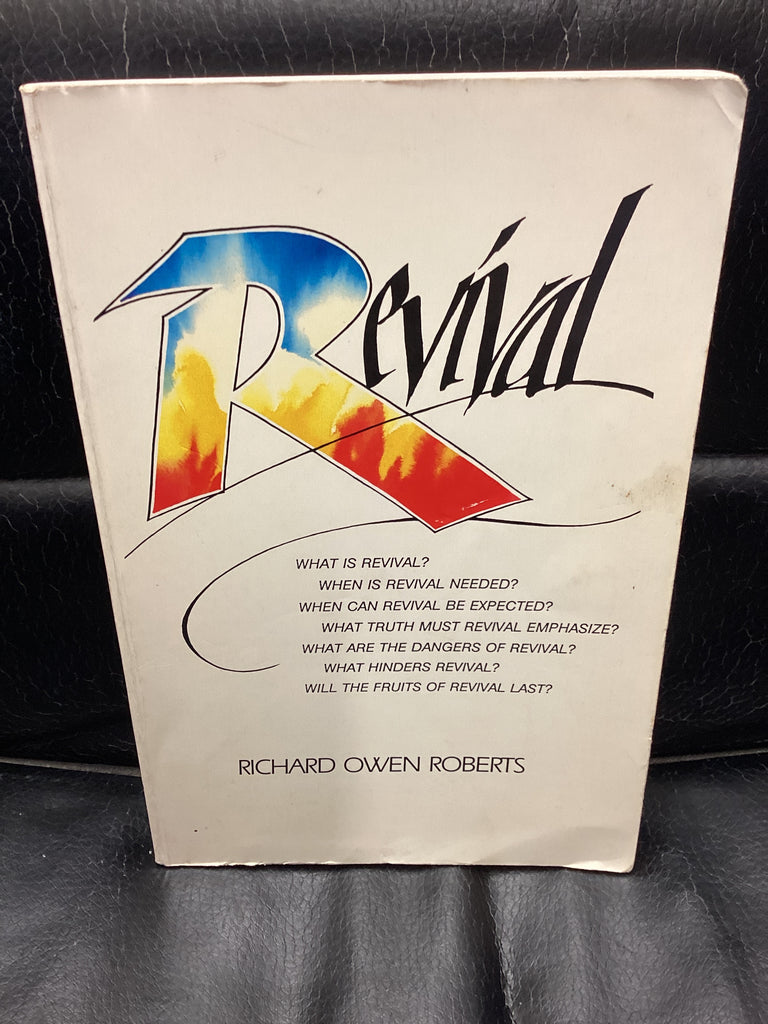 Revival
WHAT IS REVIVAL?
WHEN IS REVIVAL NEEDED?
WHEN CAN REVIVAL BE EXPECTED?
WHAT TRUTH MUST REVIVAL EMPHASIZE?
WHAT ARE THE DANGERS OF REVIVAL?
WHAT HINDERS REVIVAL?
WILL THE FRUITS OF REVIVAL LAST?
RICHARD OWEN ROBERTS